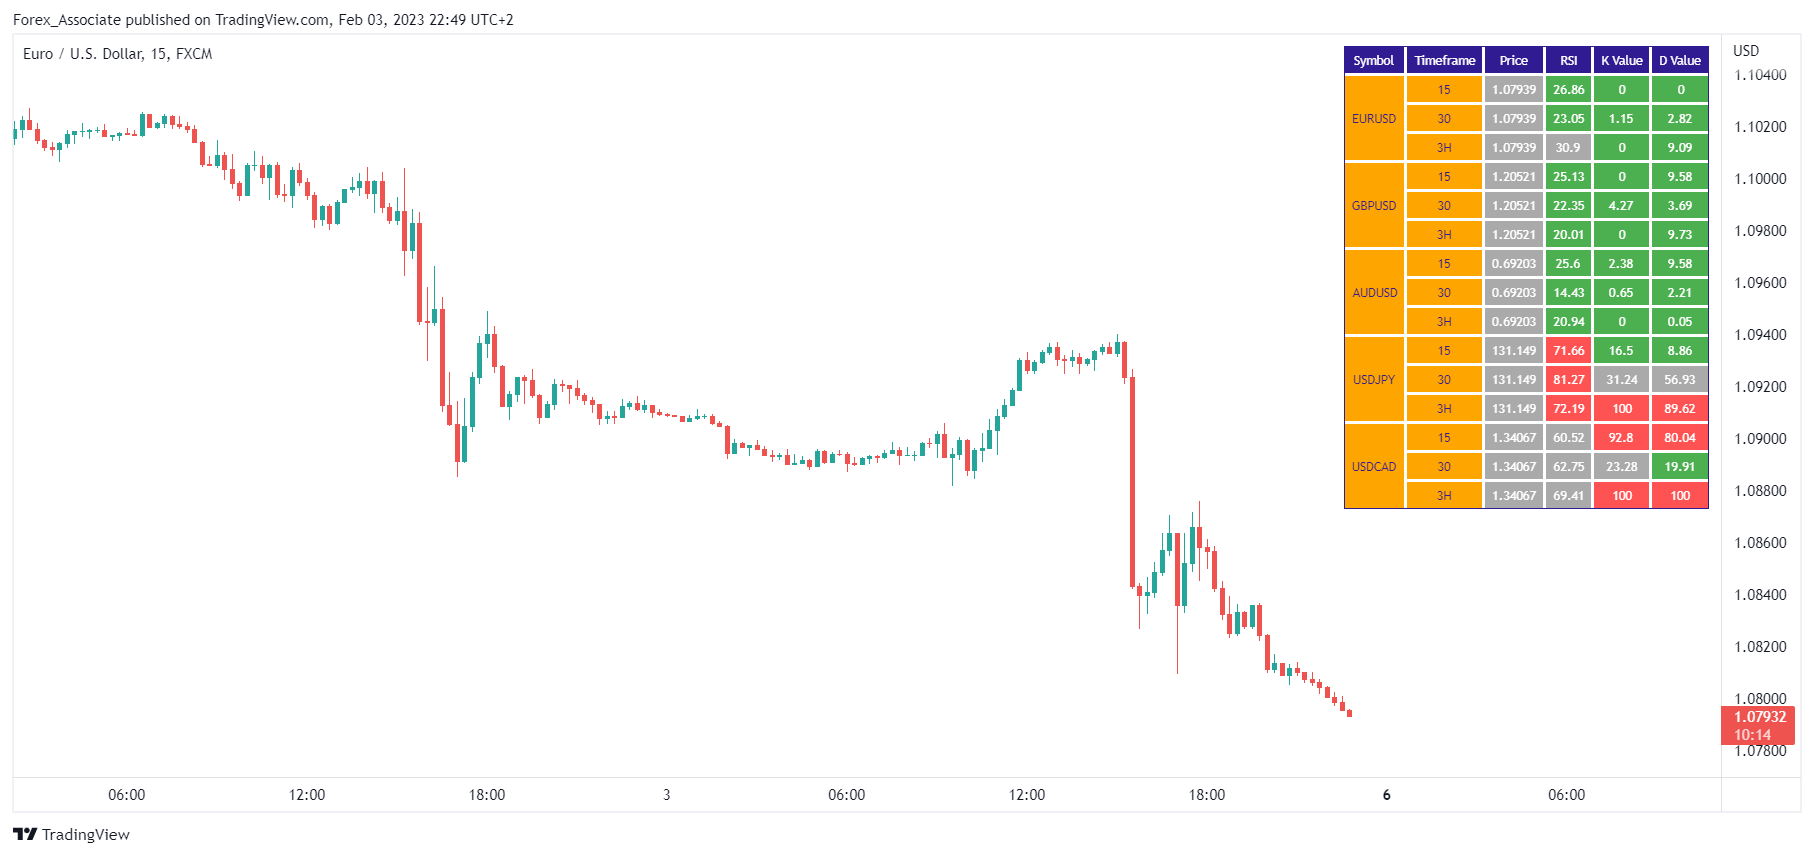 Forex_Associate published on TradingView.com, Feb 03, 2023 22:49 UTC+2
Euro / U.S. Dollar, 15, FXCM
Symbol Timeframe Price RSI K Value D Value
EURUSD
15 1.07939 26.86 0 0
30 1.07939 23.05 1.15 2.82
3H 1.07939 30.9 0 9.09
GBPUSD
15 1.20521 25.13 0 9.58
30 1.20521 22.35 4.27 3.69
3H 1.20521 20.01 0 9.73
AUDUSD
15 0.69203 25.6 2.38 9.58
30 0.69203 14.43 0.65 2.21
3H 0.69203 20.94 0 0.05
USDJPY
15 131.149 71.66 16.5 8.86
30 131.149 81.27 31.24 56.93
3H 131.149 72.19 100 89.62
USDCAD
15 1.34067 60.52 92.8 80.04
30 1.34067 62.75 23.28 19.91
3H 1.34067 69.41 100 100
USD
1.10400
1.10200
1.10000
1.09800
1.09600
1.09400
1.09200
1.09000
1.08800
1.08600
1.08400
1.08200
1.08000
1.07932
10:14
1.07800
06:00 12:00 18:00 3 06:00 12:00 18:00 6 06:00
TradingView